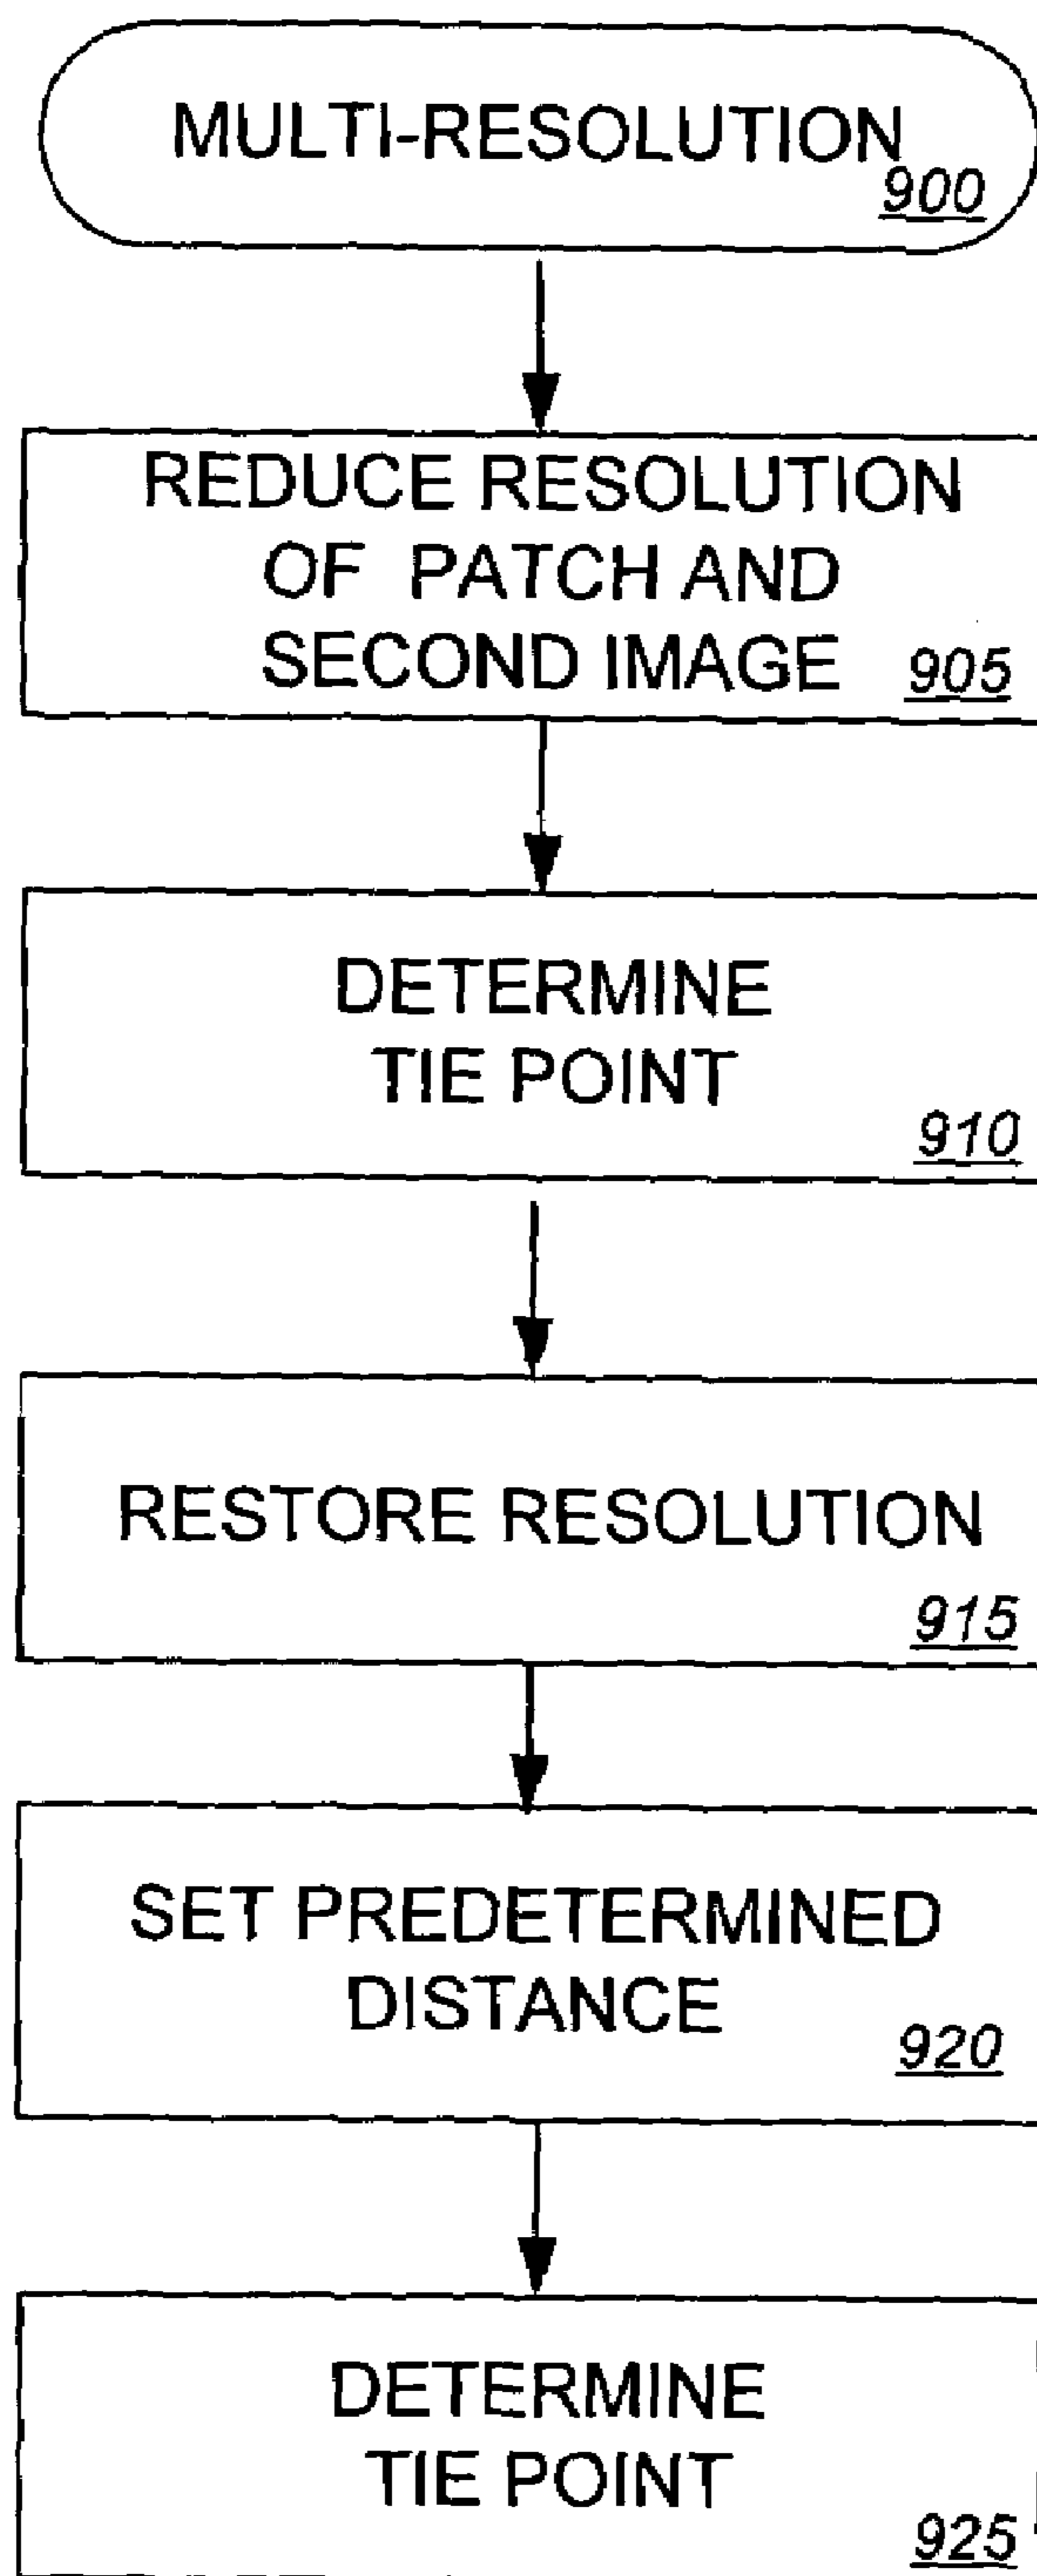 MULTI-RESOLUTION
900
REDUCE RESOLUTION
OF PATCH AND
SECOND IMAGE
905
DETERMINE
TIE POINT
910
RESTORE RESOLUTION
915
SET PREDETERMINED
DISTANCE
920
DETERMINE
TIE POINT
925